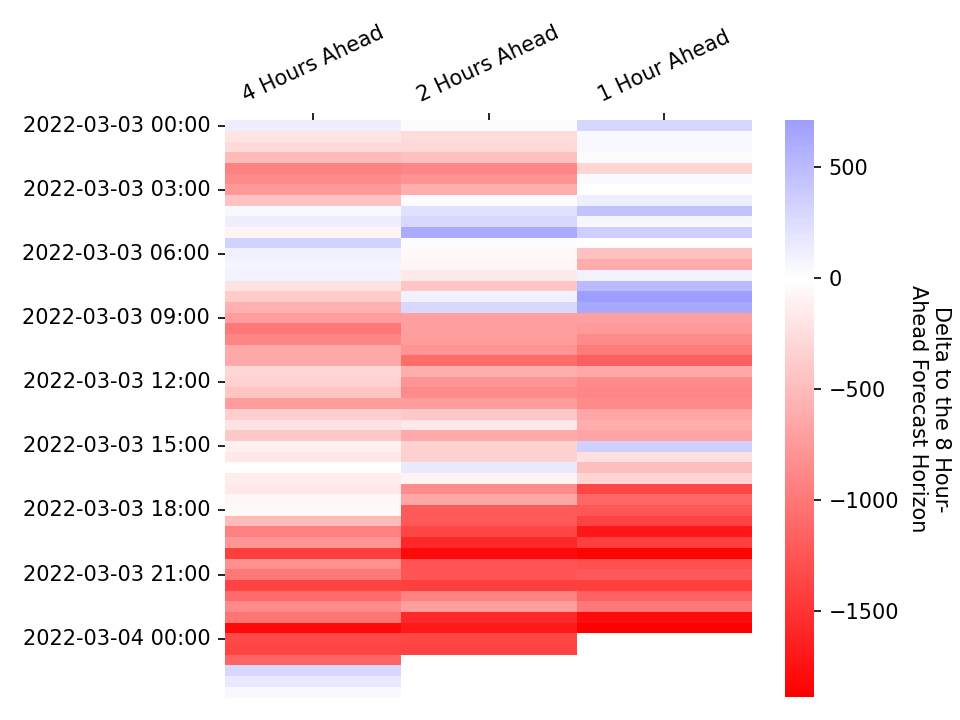 4 Hours Ahead
2 Hours Ahead
1 Hour Ahead
2022-03-03 00:00
2022-03-03 03:00
2022-03-03 06:00
2022-03-03 09:00
2022-03-03 12:00
2022-03-03 15:00
2022-03-03 18:00
2022-03-03 21:00
2022-03-04 00:00
500
0
−500
−1000
−1500
Delta to the 8 Hour-
Ahead Forecast Horizon